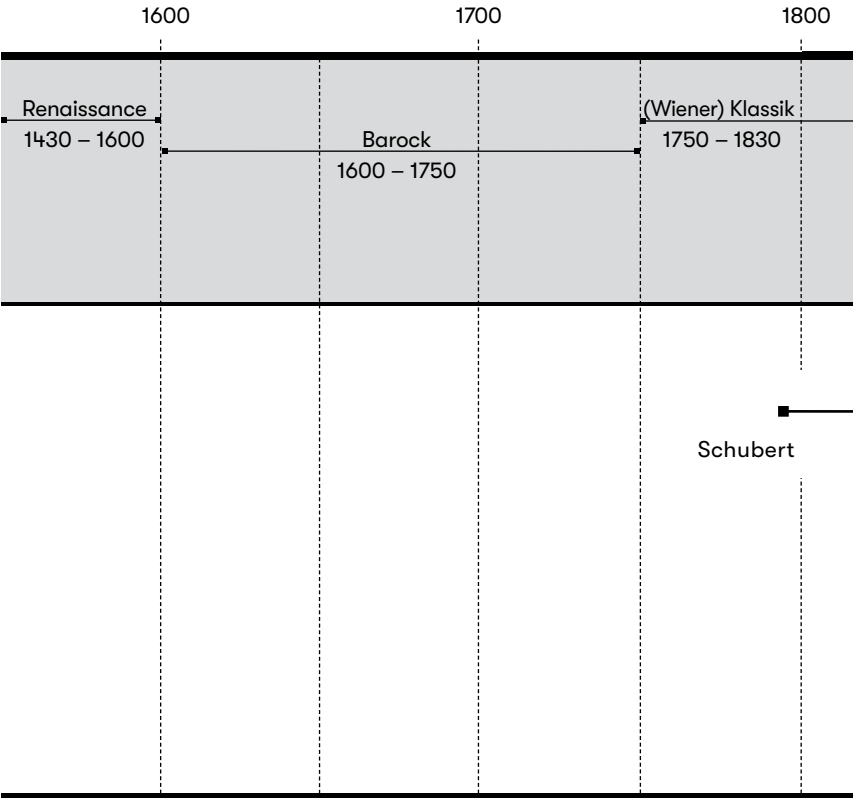 1600 1700 1800
Renaissance
1430 – 1600
Barock
1600 – 1750
(Wiener) Klassik
1750 – 1830
Schubert